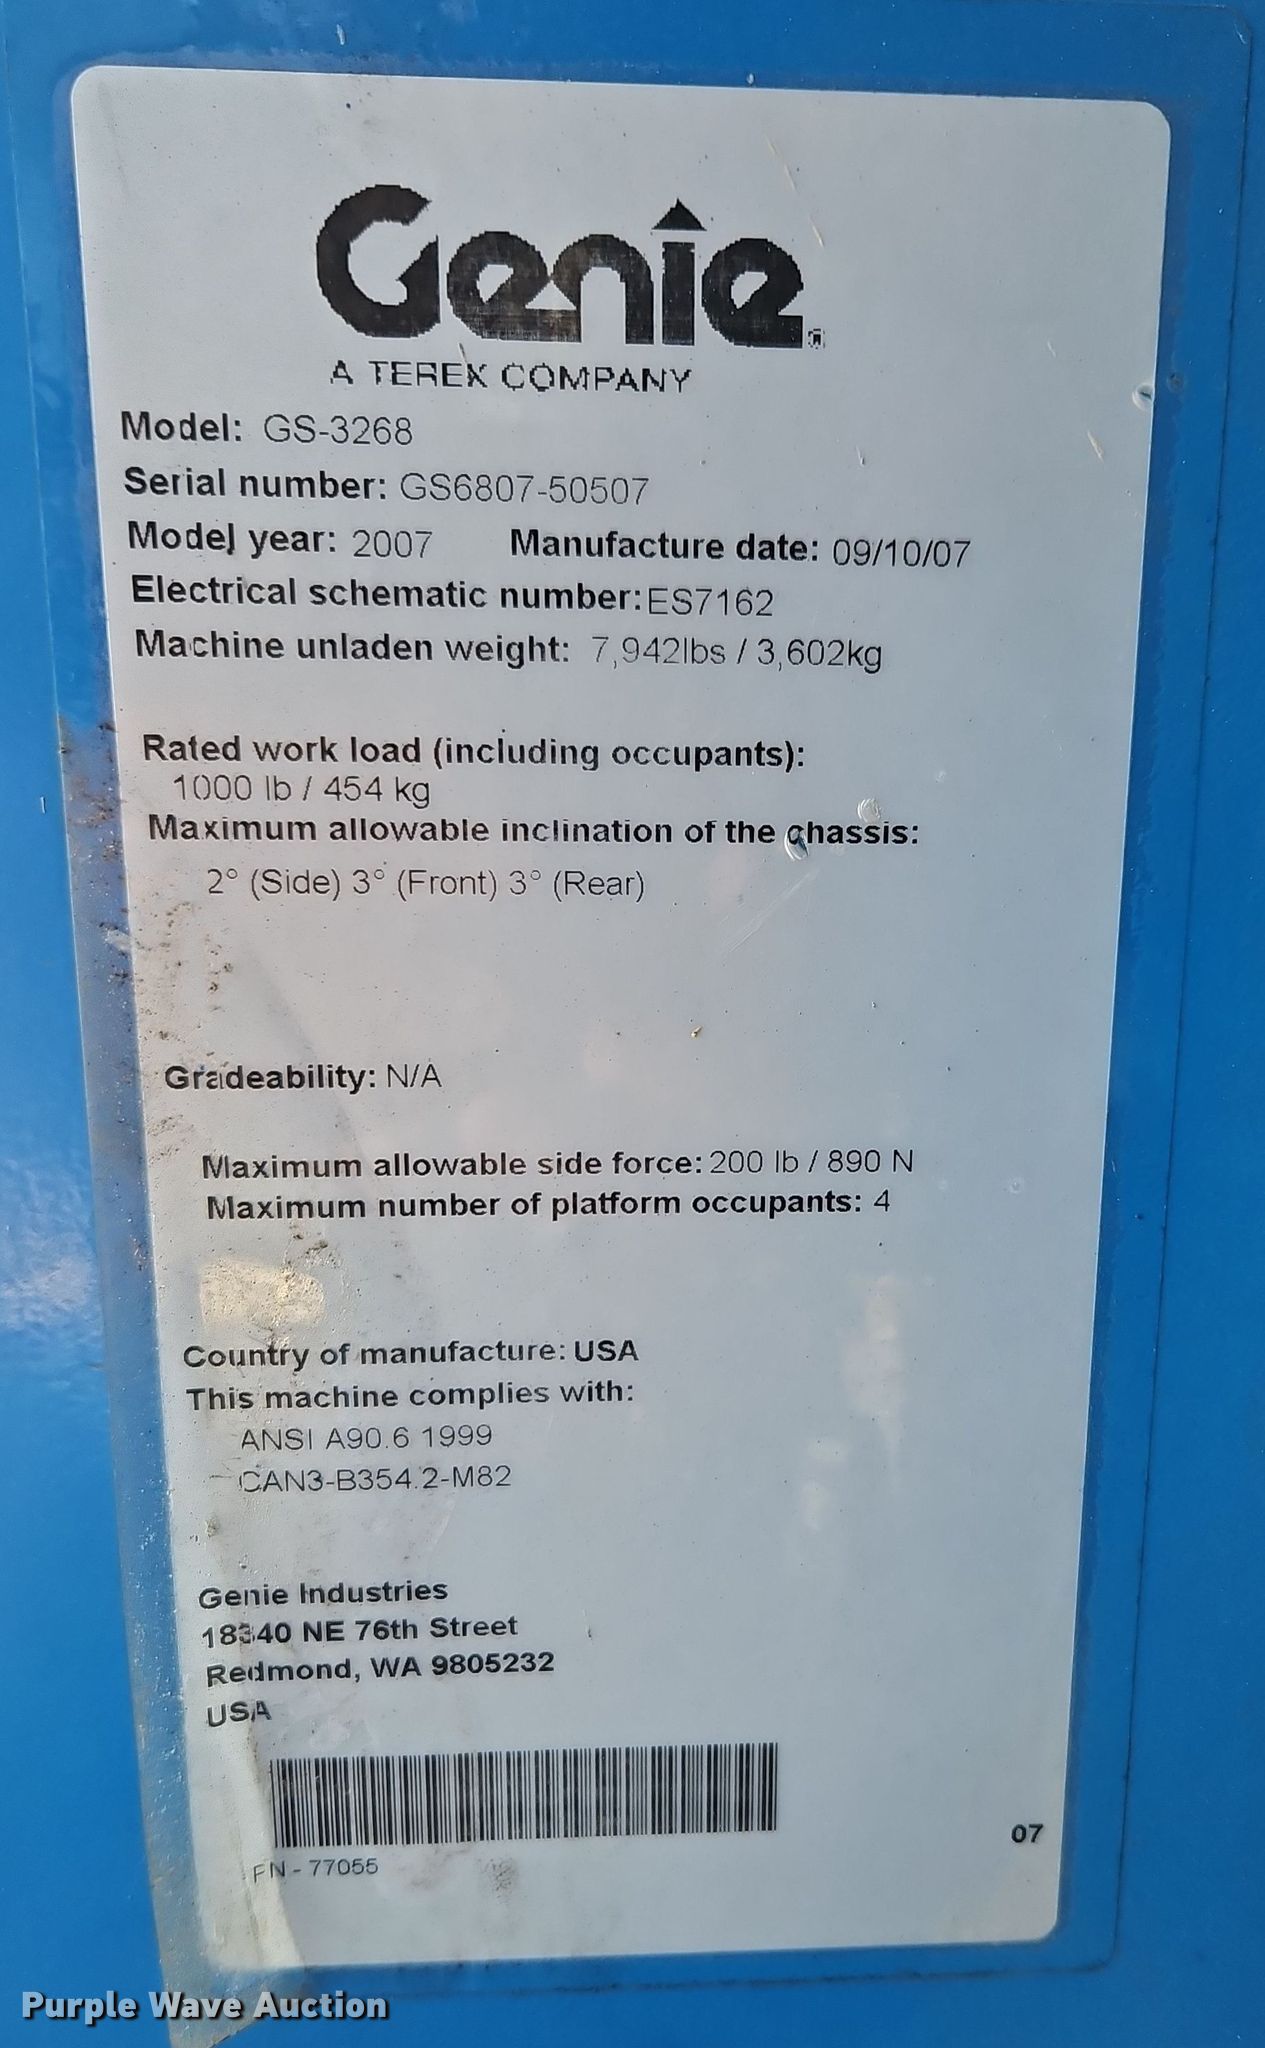 Genie
A TEREX COMPANY
Model: GS-3268
Serial number: GS6807-50507
Model year: 2007 Manufacture date: 09/10/07
Electrical schematic number: ES7162
Machine unladen weight: 7,942lbs / 3,602kg
Rated work load (including occupants):
1000 lb / 454 kg
Maximum allowable inclination of the chassis:
2° (Side) 3° (Front) 3° (Rear)
Gradeability: N/A
Maximum allowable side force: 200 lb / 890 N
Maximum number of platform occupants: 4
Country of manufacture: USA
This machine complies with:
ANSI A90.6 1999
CAN3-B354.2-M82
Genie Industries
18340 NE 76th Street
Redmond, WA 9805232
USA
PN - 77055
07
Purple Wave Auction